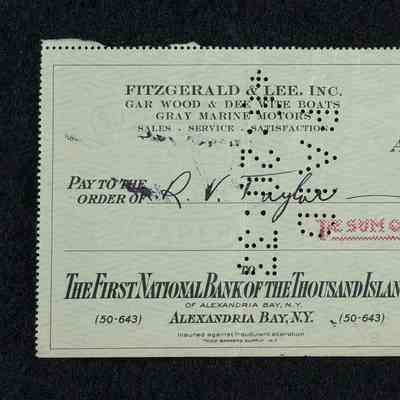 FITZGERALD & LEE, INC.
GAR WOOD & DEE WITE BOATS
GRAY MARINE MOTORS
SALES - SERVICE - SATISFACTION
A
PAY TO THE
ORDER OF R. V. Taylor
THE SUM O
TO
THE FIRST NATIONAL BANK OF THE THOUSAND ISLAN
OF ALEXANDRIA BAY, N.Y.
(50-643) ALEXANDRIA BAY, N.Y. (50-643)
Insured against fraudulent alteration